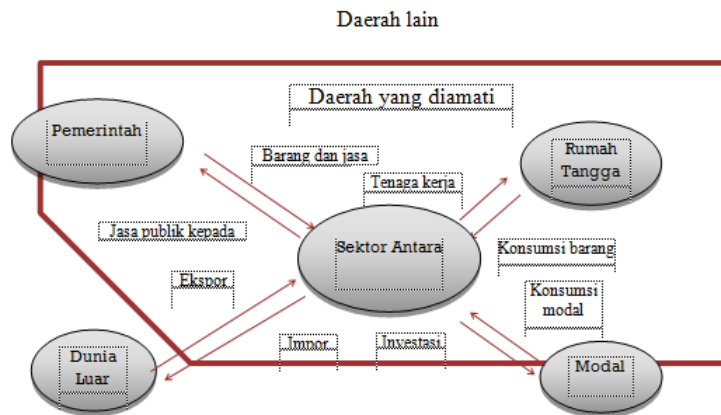 Daerah lain
Daerah yang diamati
Pemerintah
Barang dan jasa
Rumah
Tangga
Tenaga kerja
Jasa publik kepada
Sektor Antara
Konsumsi barang
Ekspor
Konsumsi
modal
Impor
Investasi
Dunia
Luar
Modal